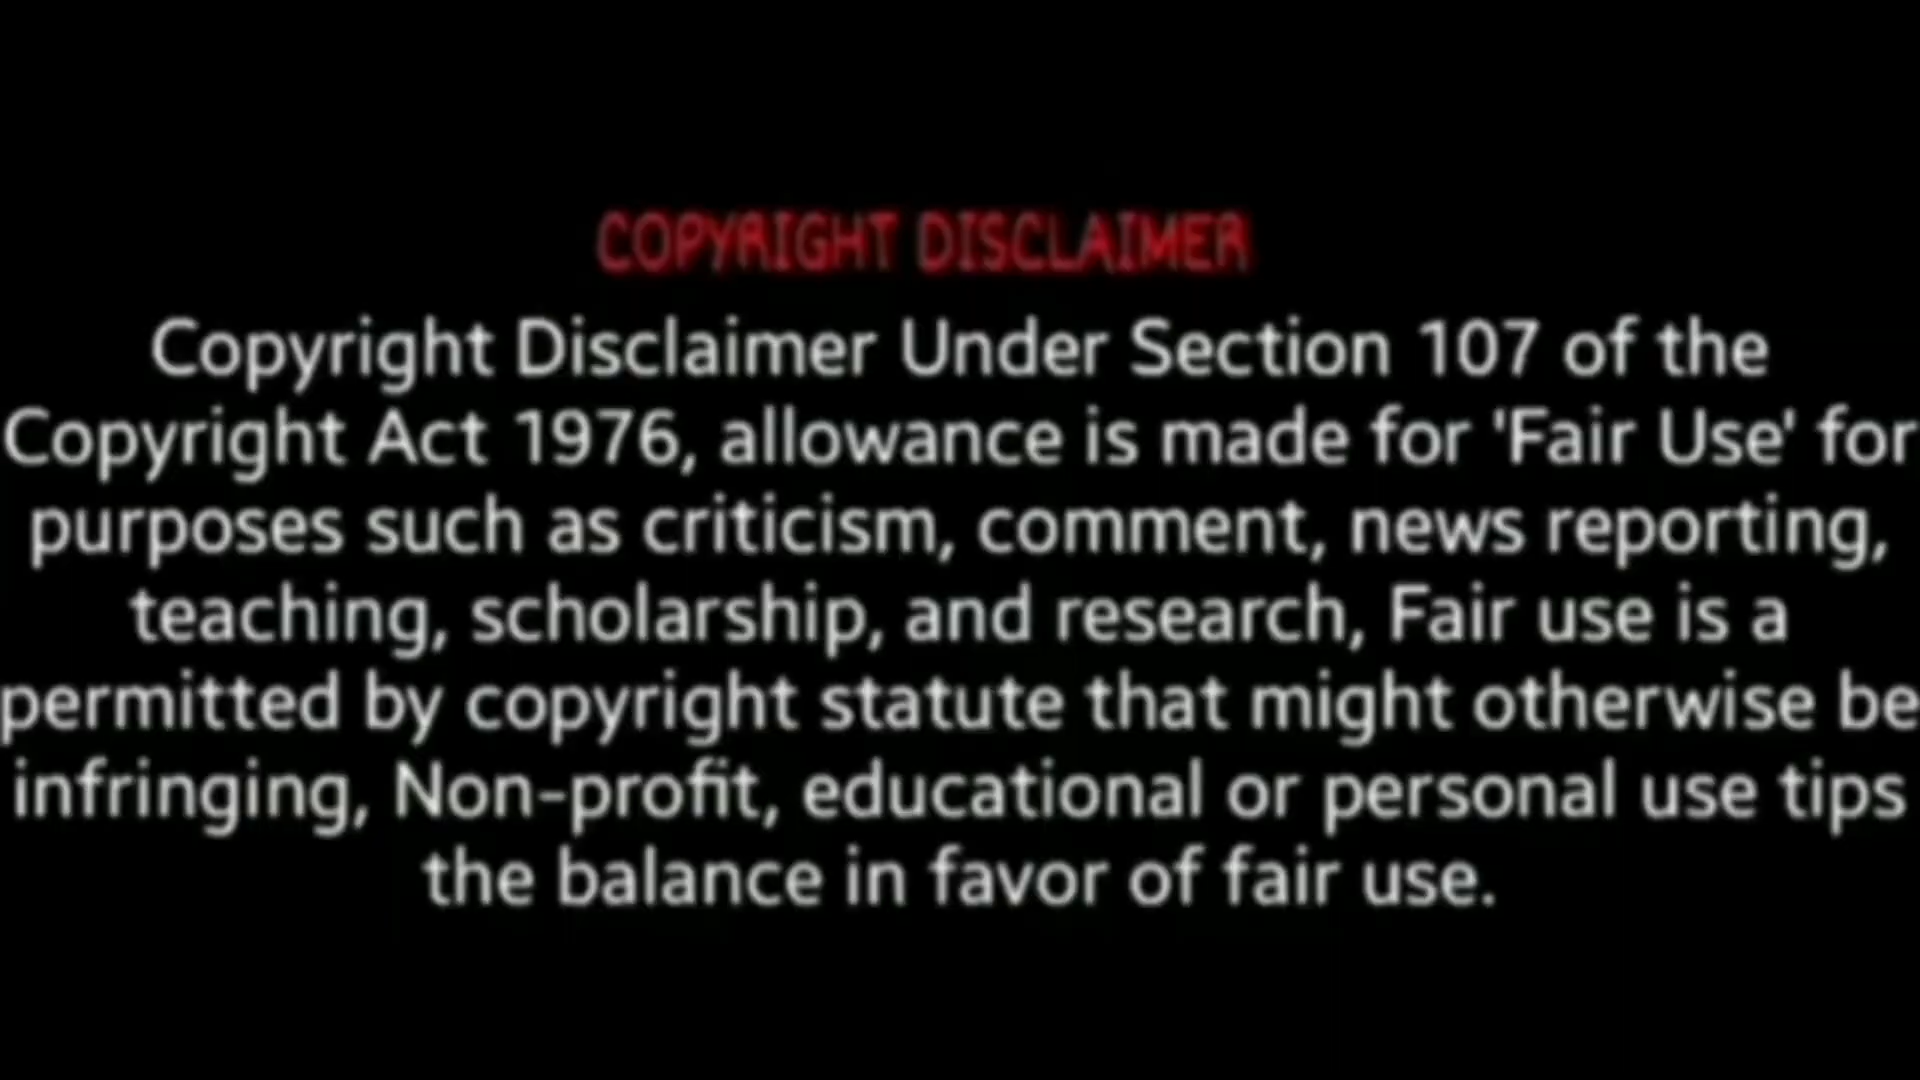 COPYRIGHT DISCLAIMER
Copyright Disclaimer Under Section 107 of the
Copyright Act 1976, allowance is made for 'Fair Use' for
purposes such as criticism, comment, news reporting,
teaching, scholarship, and research, Fair use is a
permitted by copyright statute that might otherwise be
infringing, Non-profit, educational or personal use tips
the balance in favor of fair use.